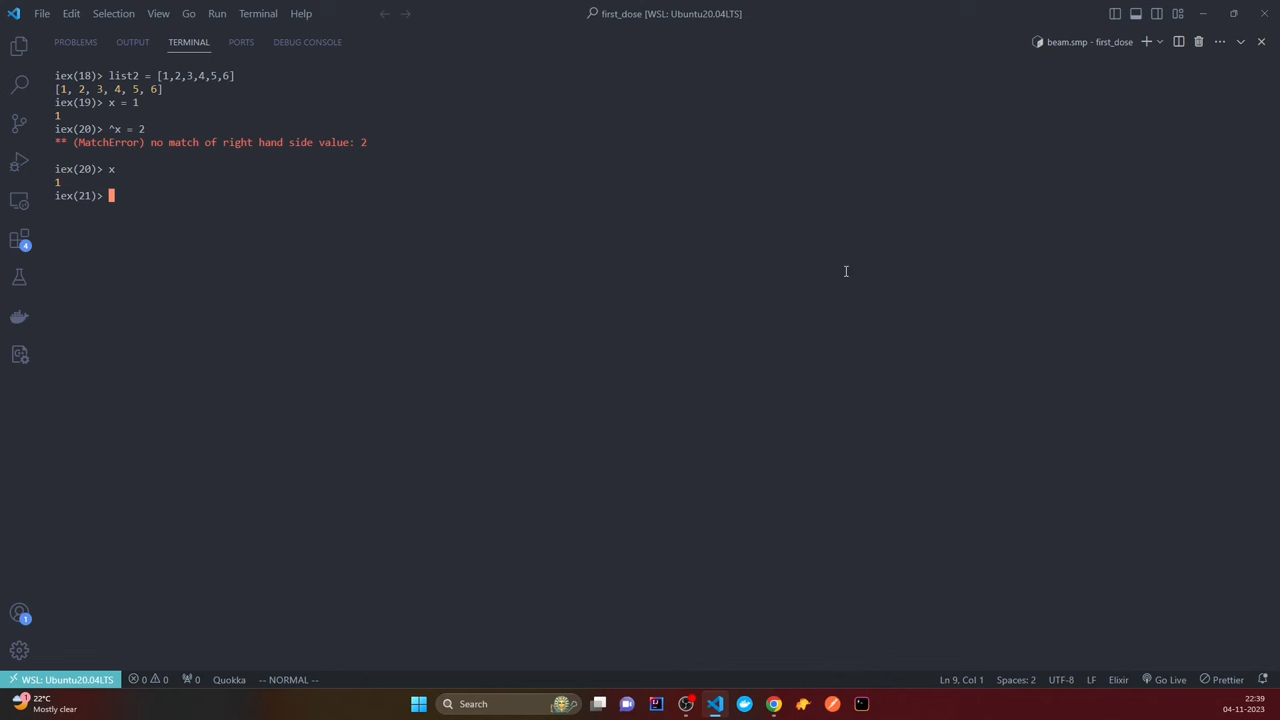 File Edit Selection View Go Run Terminal Help
first_dose [WSL: Ubuntu20.04LTS]
PROBLEMS OUTPUT TERMINAL PORTS DEBUG CONSOLE
beam.smp - first_dose
iex(18)> list2 = [1,2,3,4,5,6]
[1, 2, 3, 4, 5, 6]
iex(19)> x = 1
1
iex(20)> ^x = 2
** (MatchError) no match of right hand side value: 2
iex(20)> x
1
iex(21)>
4
1
WSL: Ubuntu20.04LTS 0 0 0 Quokka -- NORMAL -- Ln 9, Col 1 Spaces: 2 UTF-8 LF Elixir Go Live Prettier
1 22°C
Mostly clear
Search
22:39
04-11-2023